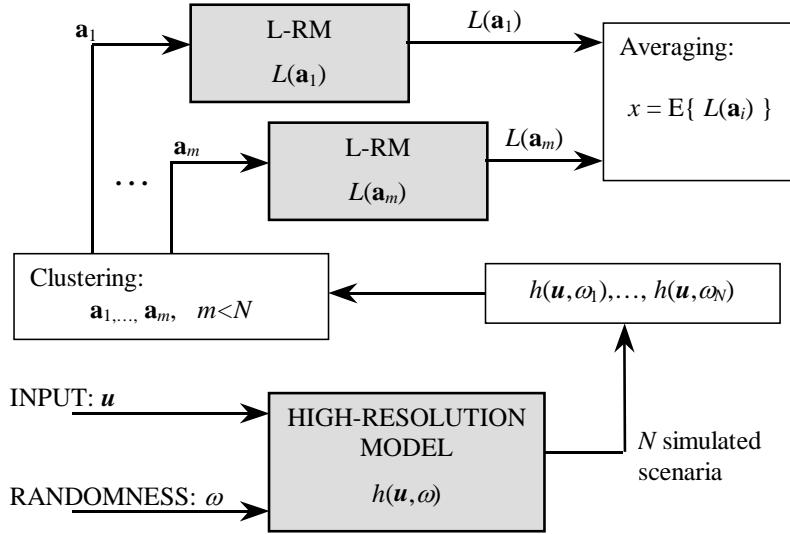 a1
L-RM
L(a1)
L(a1)
Averaging:
x = E{ L(ai) }
am
L-RM
L(am)
L(am)
...
Clustering:
a1,..., am, m<N
h(u,ω1),..., h(u,ωN)
INPUT: u
HIGH-RESOLUTION
MODEL
h(u,ω)
N simulated
scenaria
RANDOMNESS: ω